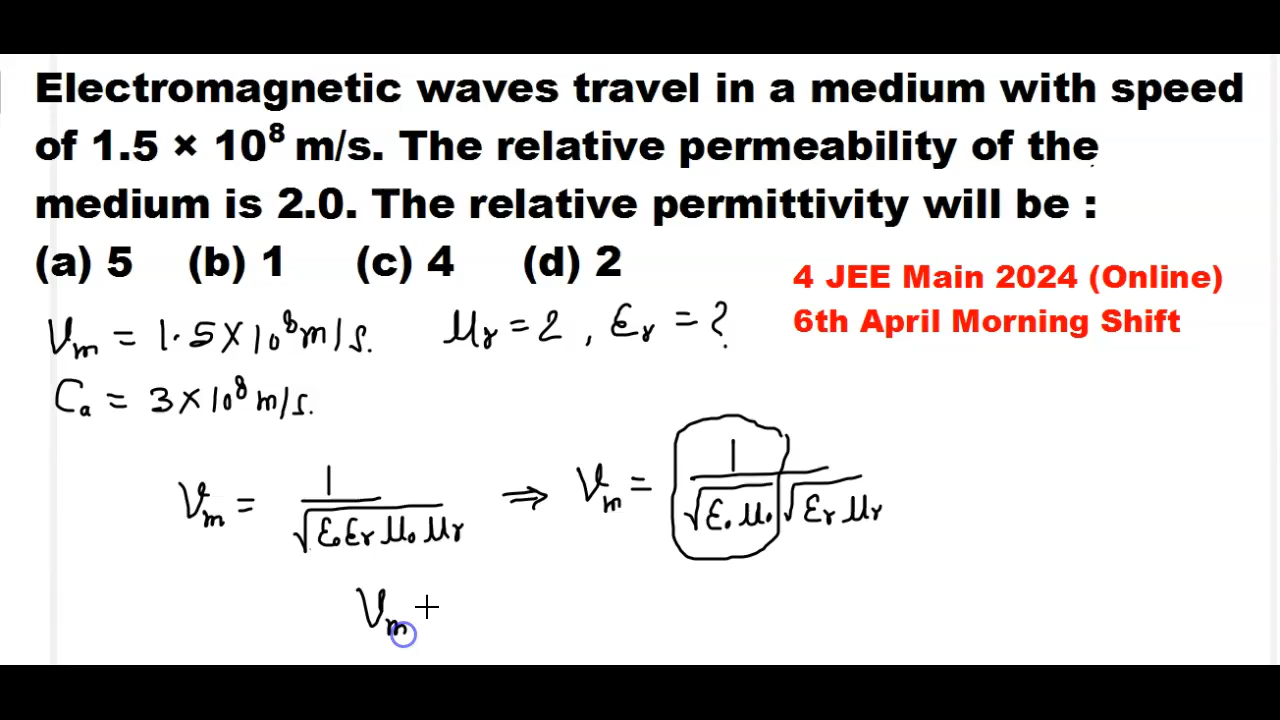 Electromagnetic waves travel in a medium with speed
of 1.5 × 10⁸ m/s. The relative permeability of the
medium is 2.0. The relative permittivity will be :
(a) 5 (b) 1 (c) 4 (d) 2
4 JEE Main 2024 (Online)
6th April Morning Shift
Vm = 1.5 × 10⁸ m/s. μr = 2 , εr = ?
Ca = 3 × 10⁸ m/s.
Vm = 1/√(ε₀εr μ₀μr) ⇒ Vm = 1/(√(ε₀μ₀) √(εrμr))
Vm